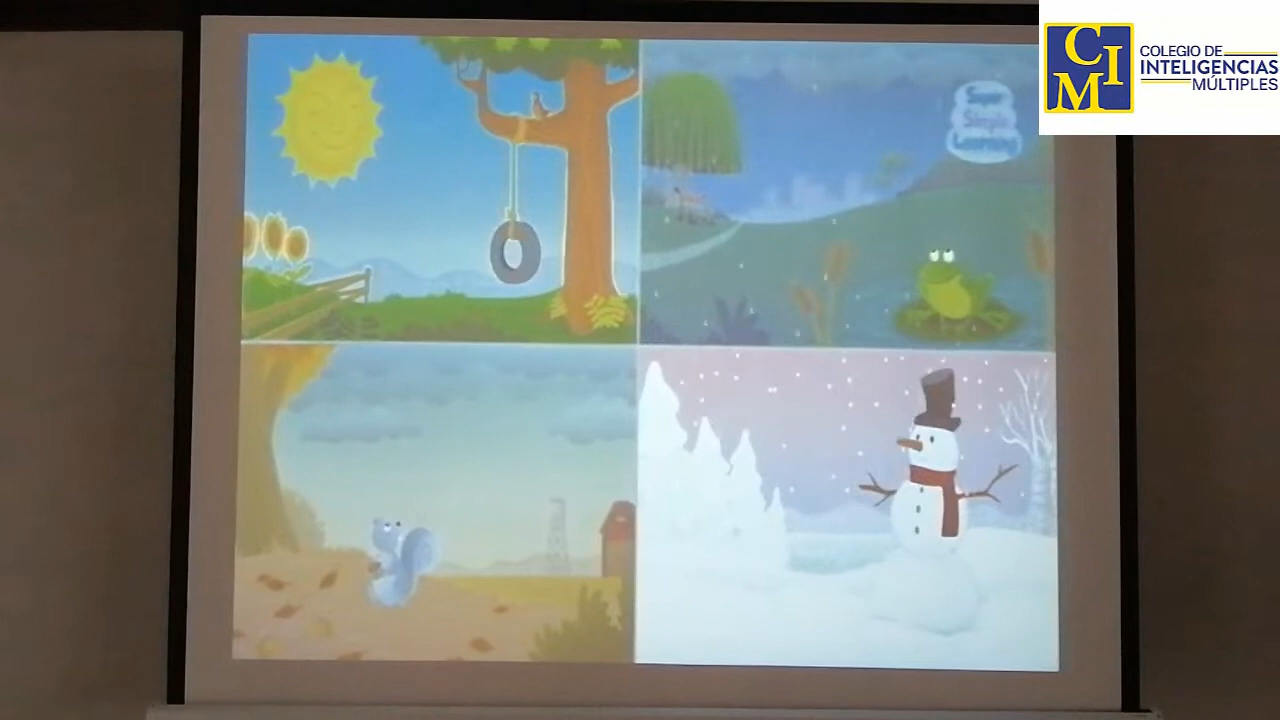 Super
Simple
Learning
CIM
COLEGIO DE
INTELIGENCIAS
MÚLTIPLES